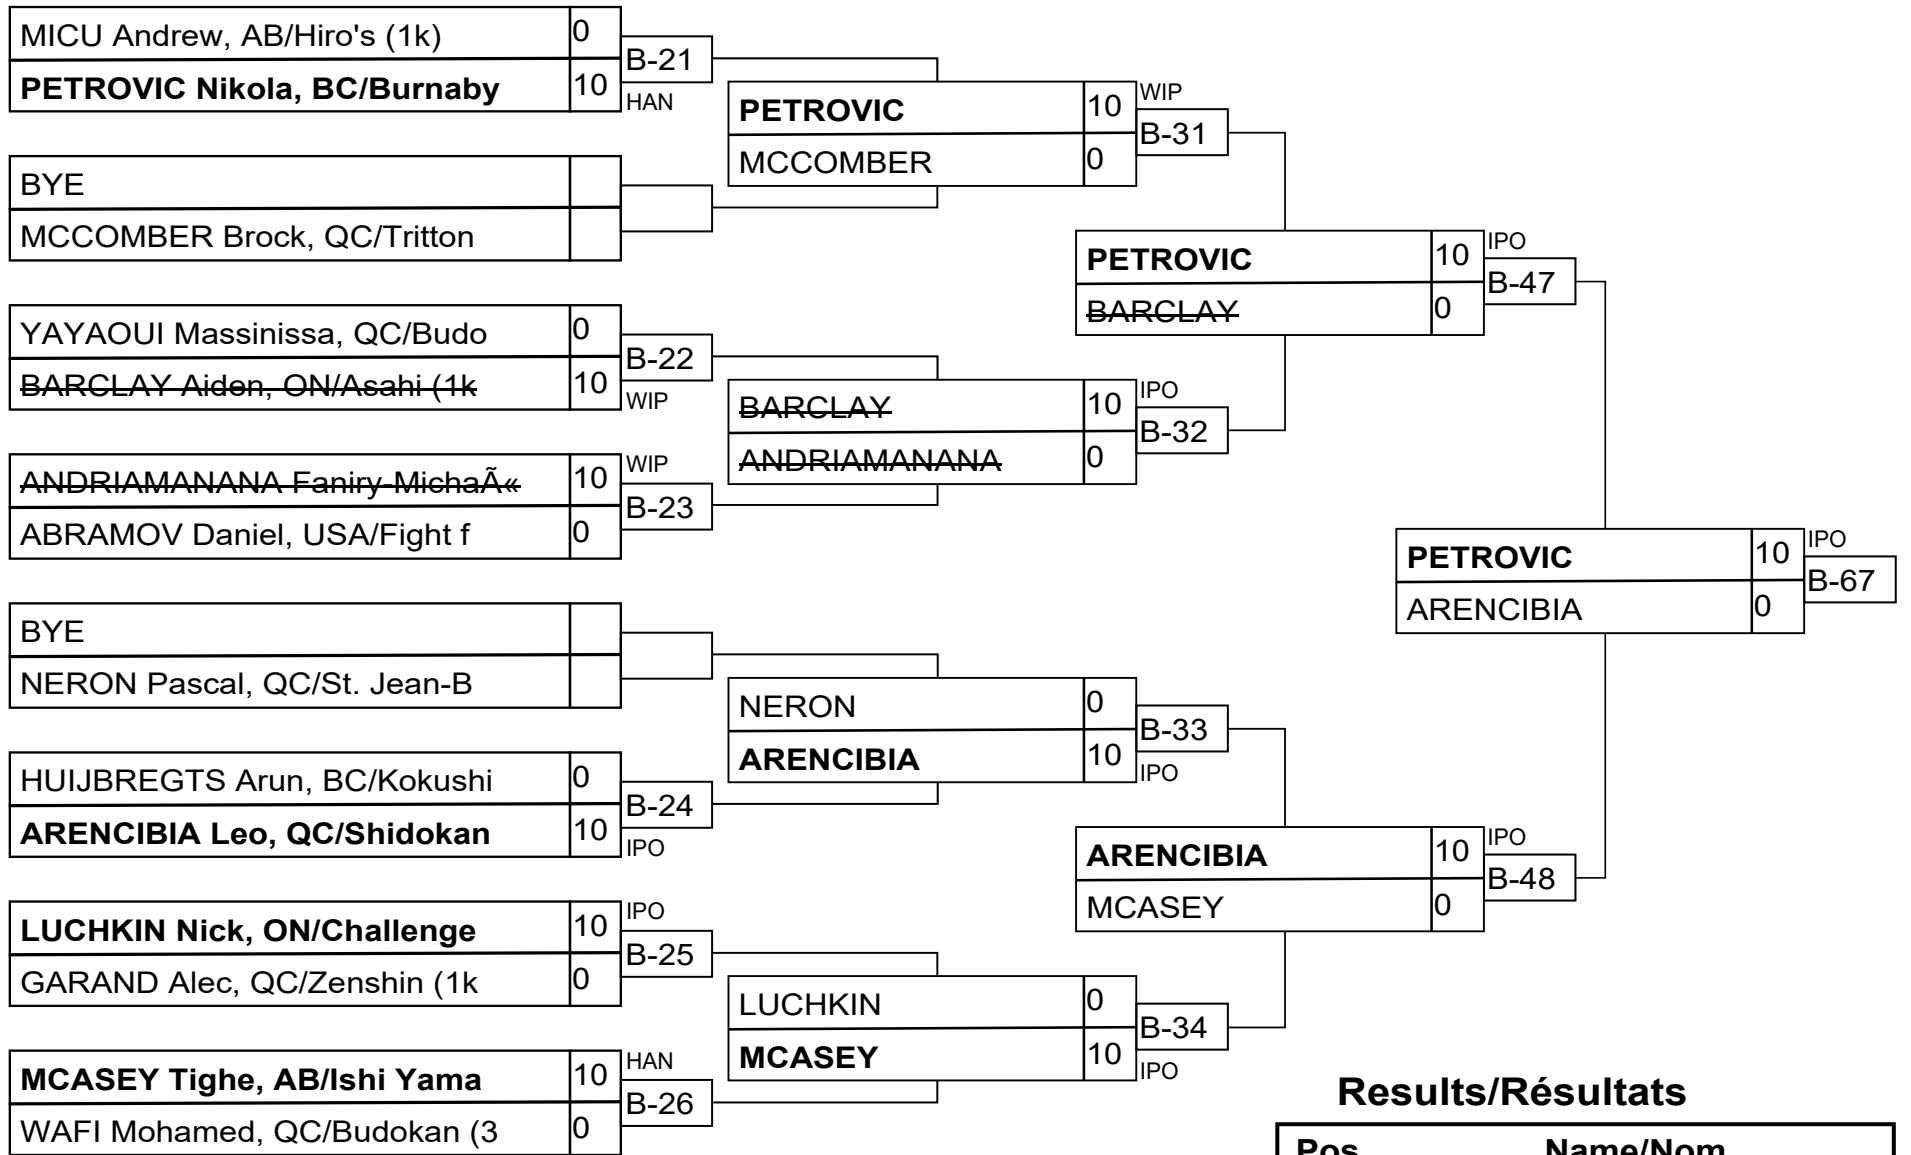 MICU Andrew, AB/Hiro's (1k) 0
B-21
PETROVIC Nikola, BC/Burnaby 10
HAN
BYE
MCCOMBER Brock, QC/Tritton
YAYAOUI Massinissa, QC/Budo 0
B-22
BARCLAY Aiden, ON/Asahi (1k 10
WIP
ANDRIAMANANA Faniry-MichaÃ« 10
WIP
B-23
ABRAMOV Daniel, USA/Fight f 0
BYE
NERON Pascal, QC/St. Jean-B
HUIJBREGTS Arun, BC/Kokushi 0
B-24
ARENCIBIA Leo, QC/Shidokan 10
IPO
LUCHKIN Nick, ON/Challenge 10
IPO
B-25
GARAND Alec, QC/Zenshin (1k 0
MCASEY Tighe, AB/Ishi Yama 10
HAN
B-26
WAFI Mohamed, QC/Budokan (3 0
PETROVIC 10
WIP
B-31
MCCOMBER 0
BARCLAY 10
IPO
B-32
ANDRIAMANANA 0
NERON 0
B-33
ARENCIBIA 10
IPO
LUCHKIN 0
B-34
MCASEY 10
IPO
PETROVIC 10
IPO
B-47
BARCLAY 0
ARENCIBIA 10
IPO
B-48
MCASEY 0
PETROVIC 10
IPO
B-67
ARENCIBIA 0
Results/Résultats
Pos Name/Nom